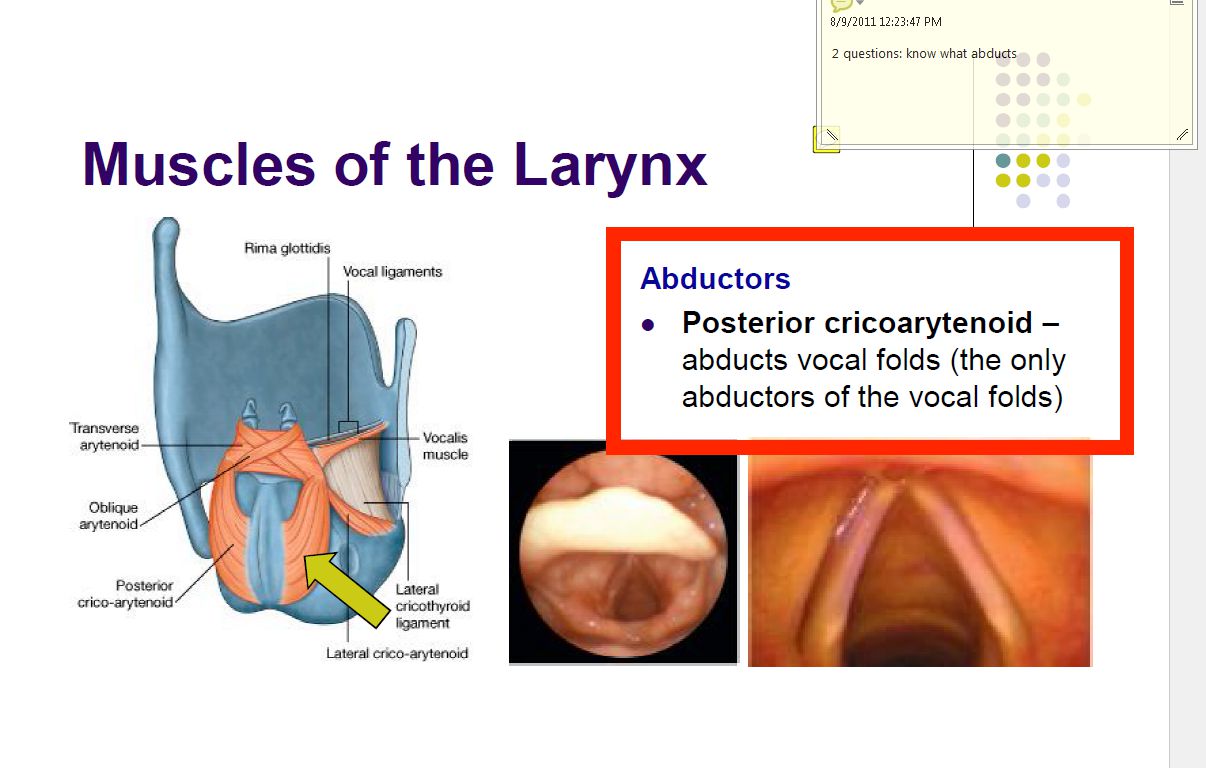 8/9/2011 12:23:47 PM
2 questions: know what abducts
Muscles of the Larynx
Rima glottidis
Vocal ligaments
Transverse
arytenoid
Vocalis
muscle
Oblique
arytenoid
Posterior
crico-arytenoid
Lateral
cricothyroid
ligament
Lateral crico-arytenoid
Abductors
● Posterior cricoarytenoid –
abducts vocal folds (the only
abductors of the vocal folds)